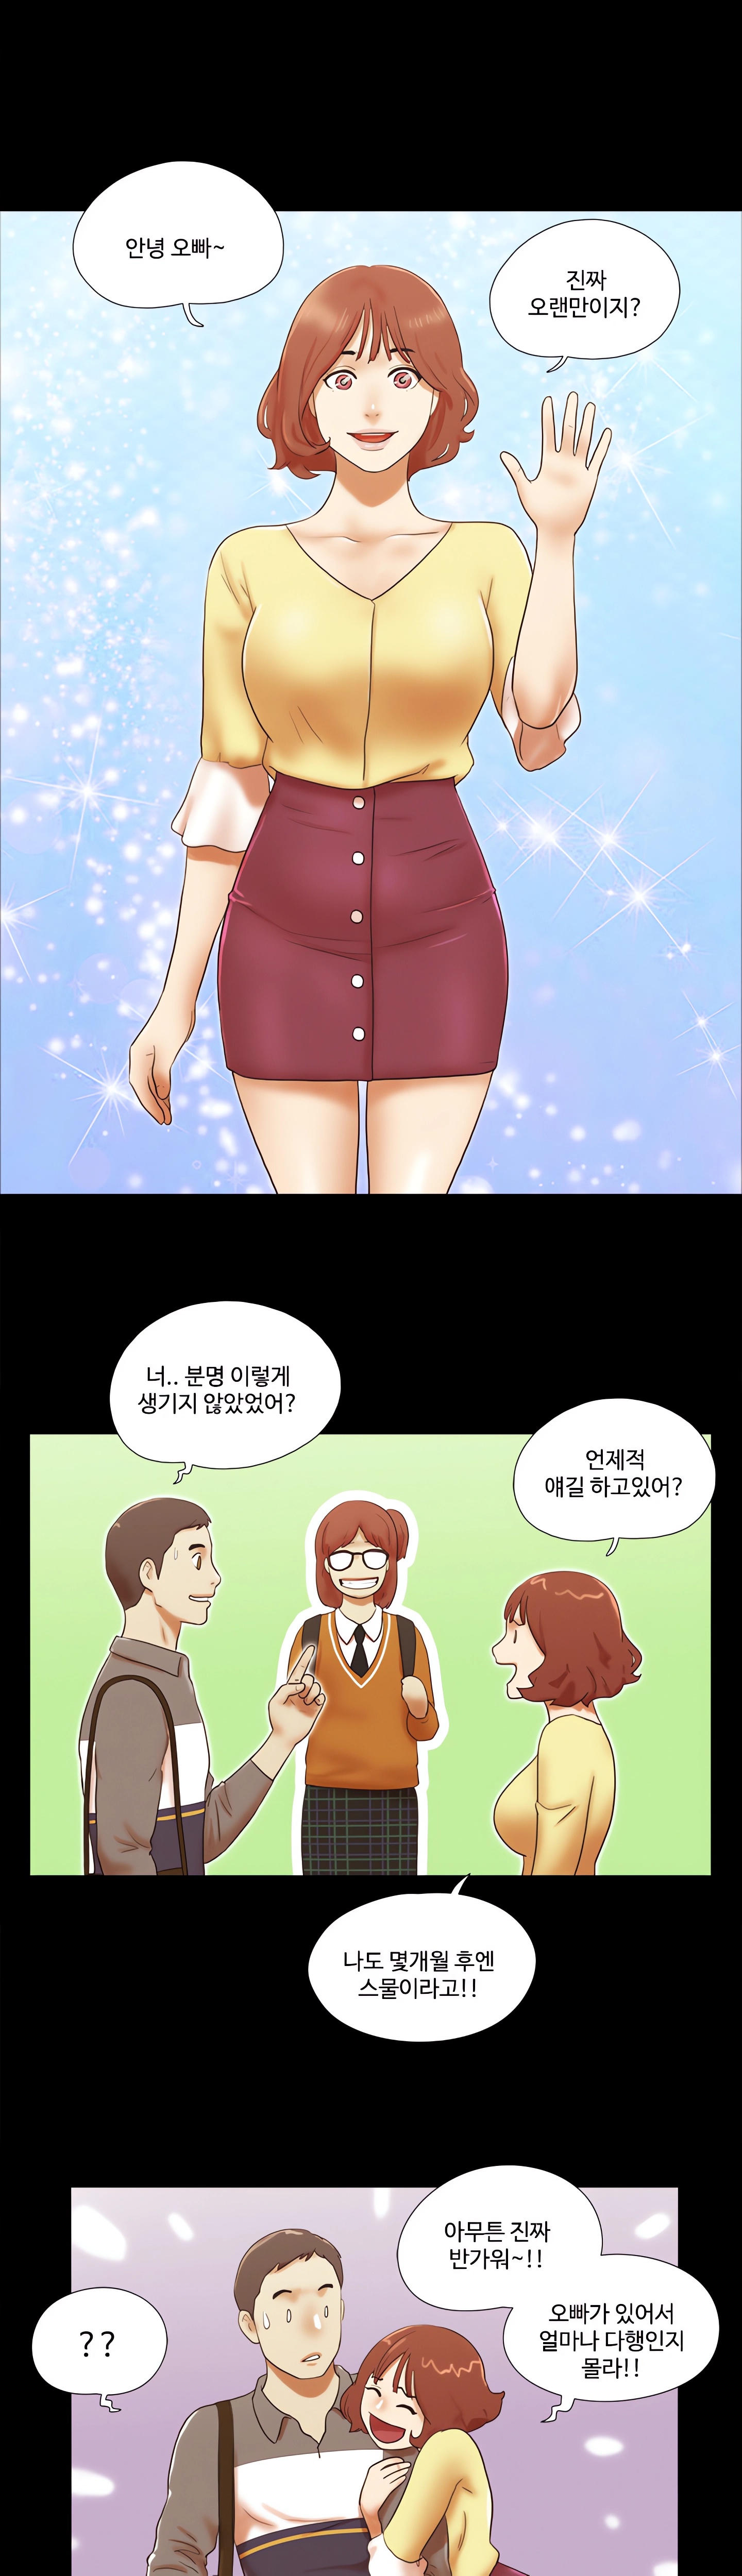 안녕 오빠~
진짜
오랜만이지?
너.. 분명 이렇게
생기지 않았었어?
언제적
얘길 하고있어?
나도 몇개월 후엔
스물이라고!!
아무튼 진짜
반가워~!!
??
오빠가 있어서
얼마나 다행인지
몰라!!